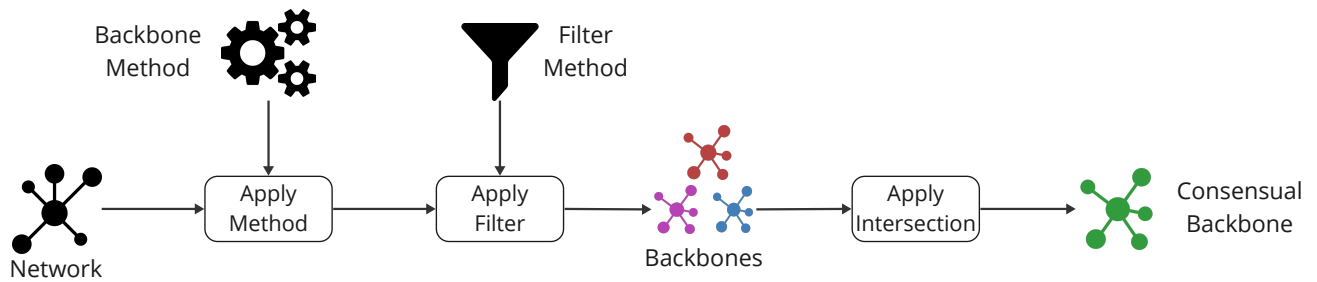 Backbone
Method
Filter
Method
Network
Apply
Method
Apply
Filter
Backbones
Apply
Intersection
Consensual
Backbone